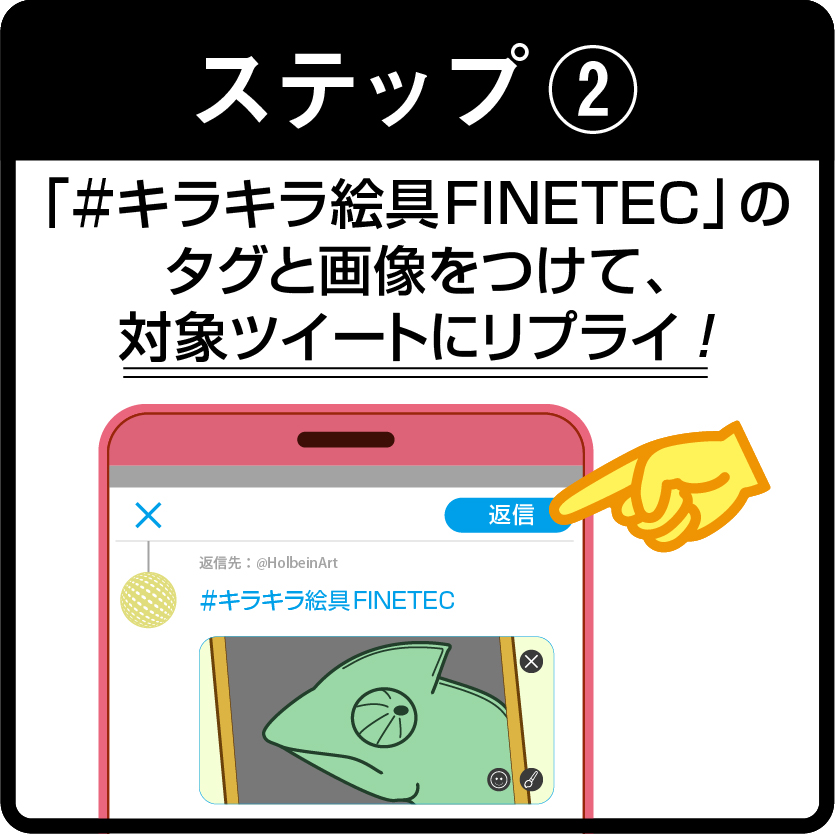 ステップ②
「#キラキラ絵具FINETEC」の
タグと画像をつけて、
対象ツイートにリプライ!
返信
返信先:@HolbeinArt
#キラキラ絵具FINETEC